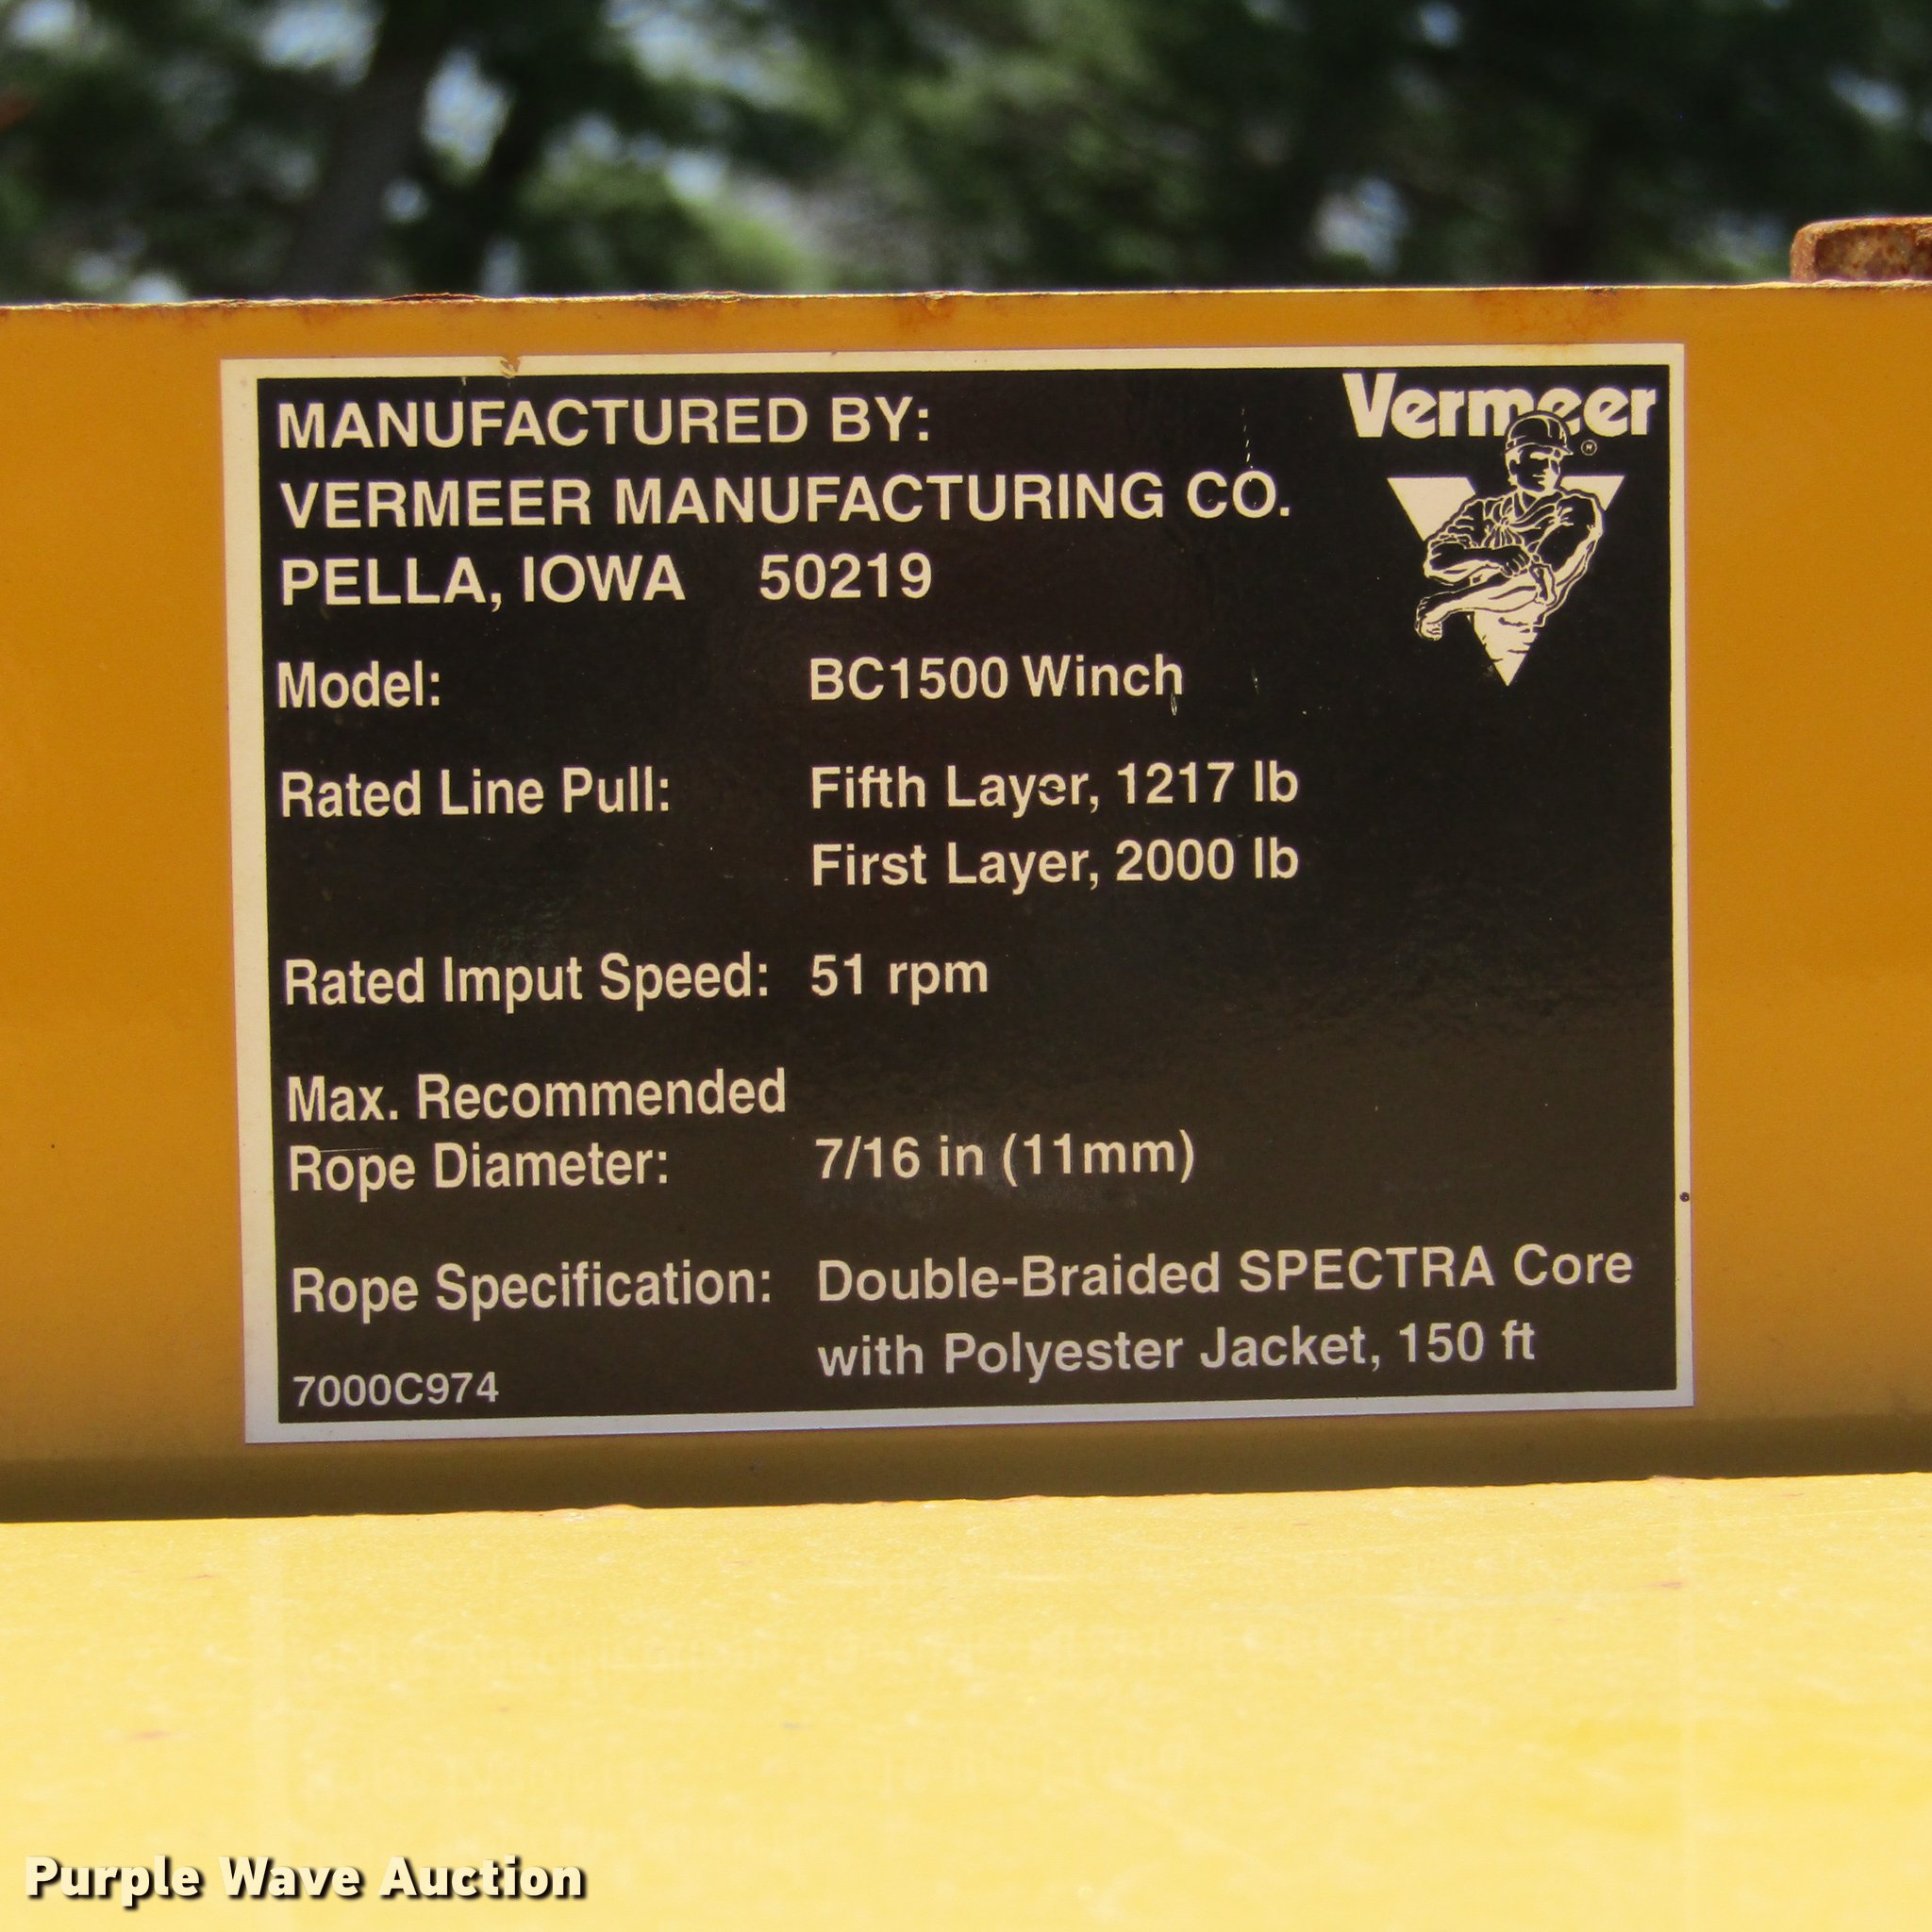 Vermeer
®
MANUFACTURED BY:
VERMEER MANUFACTURING CO.
PELLA, IOWA 50219
Model: BC1500 Winch
Rated Line Pull: Fifth Layer, 1217 lb
First Layer, 2000 lb
Rated Imput Speed: 51 rpm
Max. Recommended
Rope Diameter: 7/16 in (11mm)
Rope Specification: Double-Braided SPECTRA Core
with Polyester Jacket, 150 ft
7000C974
Purple Wave Auction